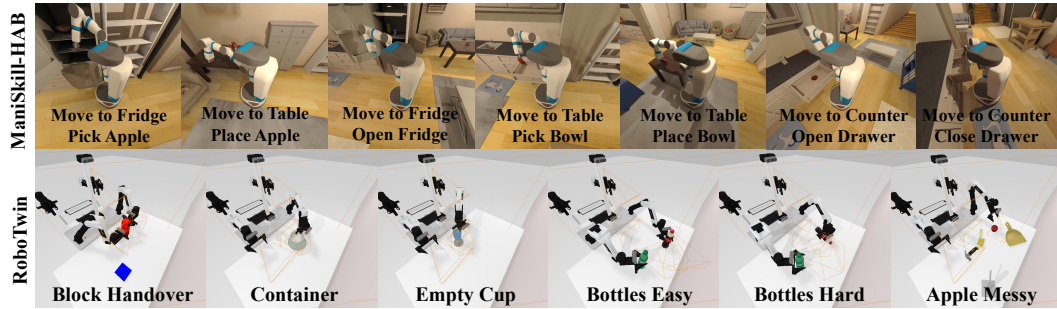 ManiSkill-HAB
Move to Fridge
Pick Apple
Move to Table
Place Apple
Move to Fridge
Open Fridge
Move to Table
Pick Bowl
Move to Table
Place Bowl
Move to Counter
Open Drawer
Move to Counter
Close Drawer
RoboTwin
Block Handover
Container
Empty Cup
Bottles Easy
Bottles Hard
Apple Messy